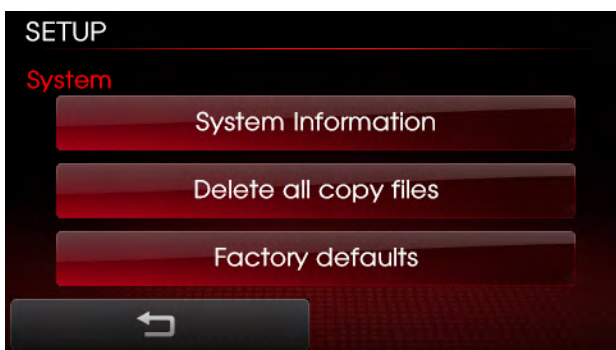 SETUP
System
System Information
Delete all copy files
Factory defaults